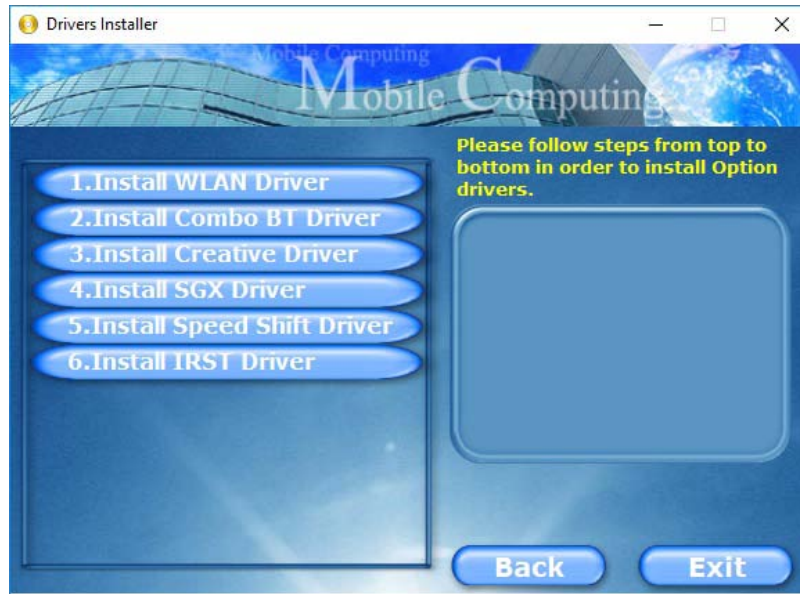 Drivers Installer
Mobile Computing
Mobile Computing
Please follow steps from top to
bottom in order to install Option
drivers.
1.Install WLAN Driver
2.Install Combo BT Driver
3.Install Creative Driver
4.Install SGX Driver
5.Install Speed Shift Driver
6.Install IRST Driver
Back
Exit